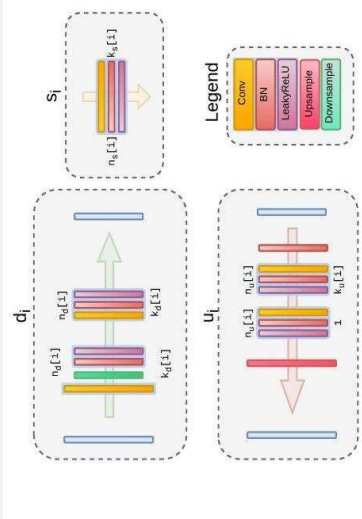 d_i
n_d[i]
n_d[i]
k_d[i]
k_d[i]
s_i
n_s[i]
k_s[i]
u_i
n_u[i]
n_u[i]
1
k_u[i]
Legend
Conv
BN
LeakyReLU
Upsample
Downsample